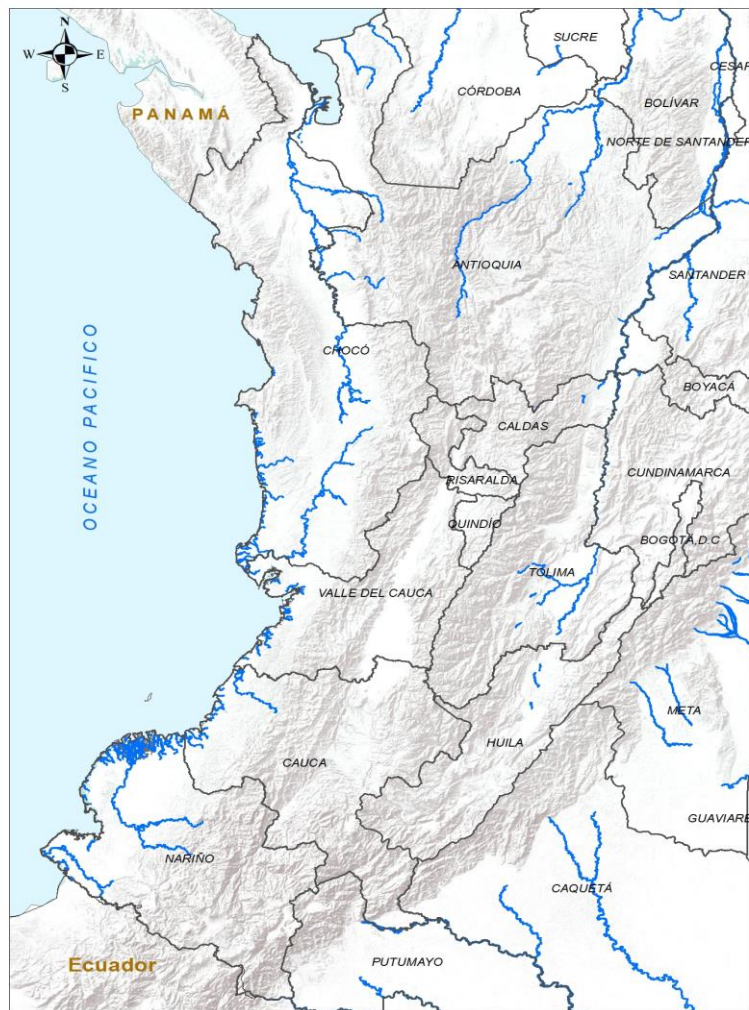 N
W E
S
SUCRE
CESAR
CÓRDOBA
BOLÍVAR
PANAMÁ
NORTE DE SANTANDER
ANTIOQUIA
SANTANDER
OCEANO PACIFICO
CHOCÓ
BOYACÁ
CALDAS
CUNDINAMARCA
RISARALDA
QUINDÍO
BOGOTÁ, D.C
TOLIMA
VALLE DEL CAUCA
META
HUILA
CAUCA
GUAVIARE
NARIÑO
CAQUETÁ
Ecuador
PUTUMAYO